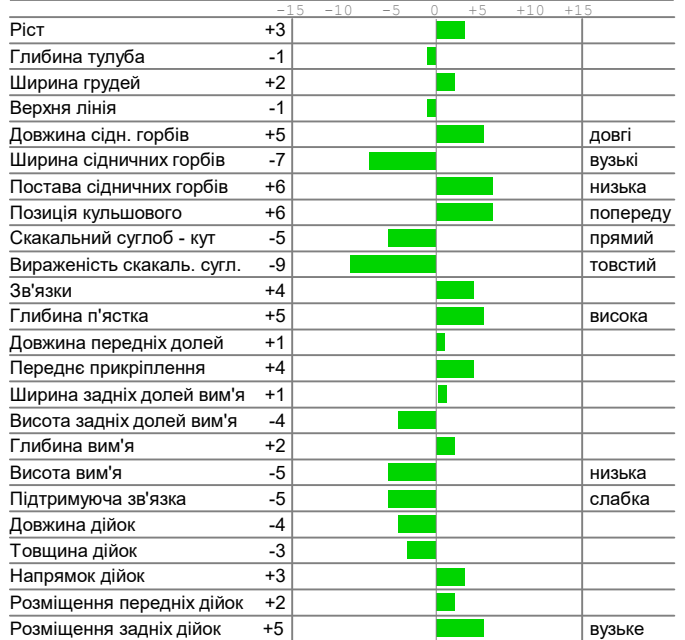 -15 -10 -5 0 +5 +10 +15
Ріст +3
Глибина тулуба -1
Ширина грудей +2
Верхня лінія -1
Довжина сідн. горбів +5 довгі
Ширина сідничних горбів -7 вузькі
Постава сідничних горбів +6 низька
Позиція кульшового +6 попереду
Скакальний суглоб - кут -5 прямий
Вираженість скакаль. сугл. -9 товстий
Зв'язки +4
Глибина п'ястка +5 висока
Довжина передніх долей +1
Переднє прикріплення +4
Ширина задніх долей вим'я +1
Висота задніх долей вим'я -4
Глибина вим'я +2
Висота вим'я -5 низька
Підтримуюча зв'язка -5 слабка
Довжина дійок -4
Товщина дійок -3
Напрямок дійок +3
Розміщення передніх дійок +2
Розміщення задніх дійок +5 вузьке